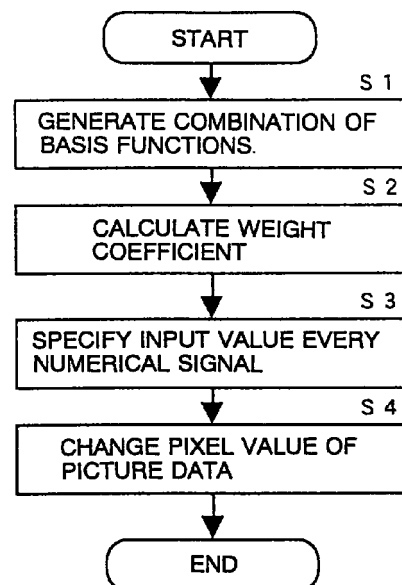 START
S 1
GENERATE COMBINATION OF
BASIS FUNCTIONS.
S 2
CALCULATE WEIGHT
COEFFICIENT
S 3
SPECIFY INPUT VALUE EVERY
NUMERICAL SIGNAL
S 4
CHANGE PIXEL VALUE OF
PICTURE DATA
END